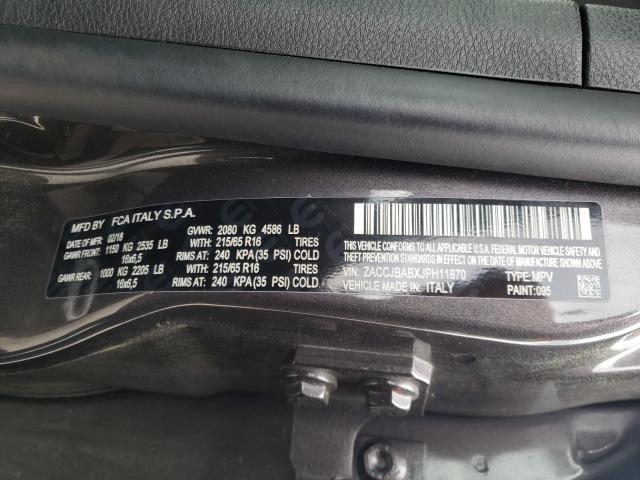 MFD BY FCA ITALY S.P.A.
DATE OF MFR: 02/18 GVWR: 2080 KG 4586 LB
GAWR FRONT: 1150 KG 2535 LB WITH: 215/65 R16 TIRES
16x6,5 RIMS AT: 240 KPA (35 PSI) COLD
GAWR REAR: 1000 KG 2205 LB WITH: 215/65 R16 TIRES
16x6,5 RIMS AT: 240 KPA (35 PSI) COLD
THIS VEHICLE CONFORMS TO ALL APPLICABLE U.S.A. FEDERAL MOTOR VEHICLE
SAFETY, BUMPER, AND THEFT PREVENTION STANDARDS IN EFFECT ON THE
DATE OF MANUFACTURE SHOWN ABOVE.
VIN: ZACCJBABXJPH11870 TYPE: MPV
VEHICLE MADE IN: ITALY PAINT: 095